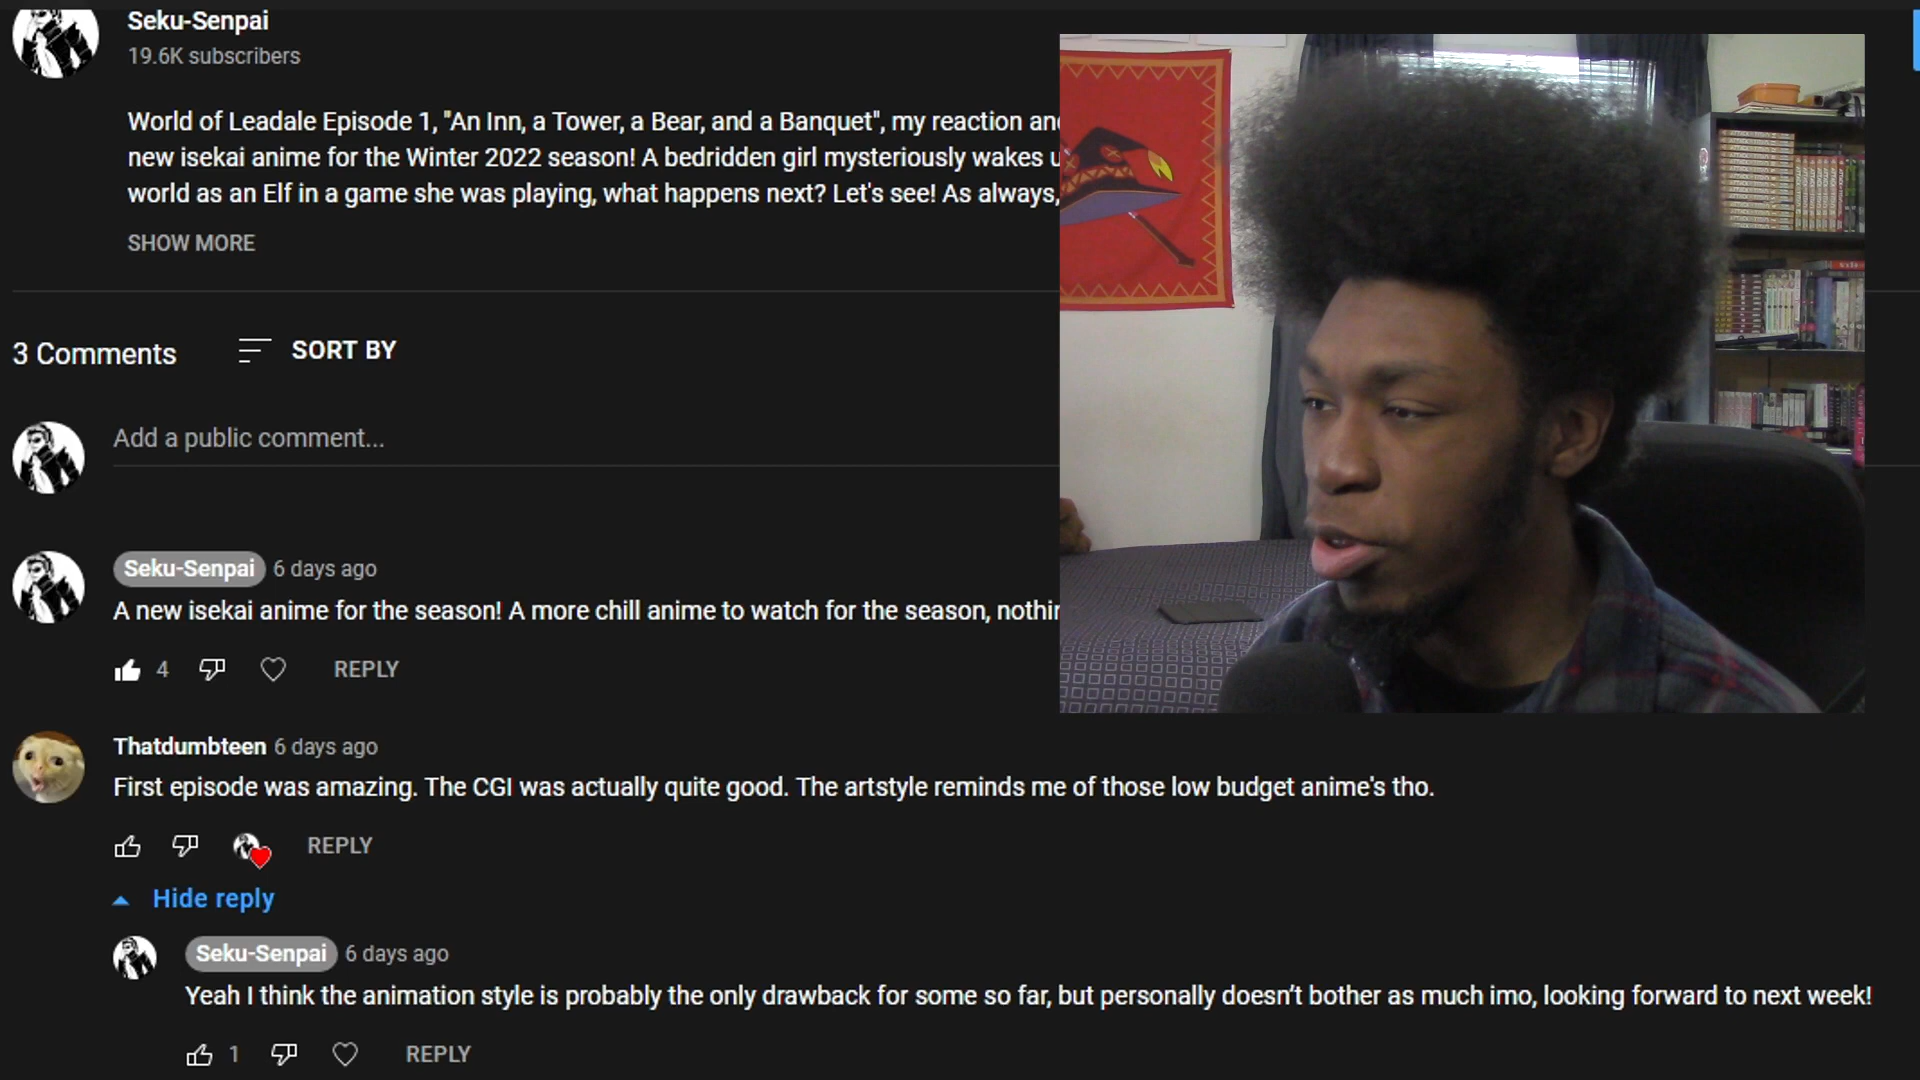 Seku-Senpai
19.6K subscribers
World of Leadale Episode 1, "An Inn, a Tower, a Bear, and a Banquet", my reaction
new isekai anime for the Winter 2022 season! A bedridden girl mysteriously wakes
world as an Elf in a game she was playing, what happens next? Let's see! As always,
SHOW MORE
3 Comments
SORT BY
Add a public comment...
Seku-Senpai 6 days ago
A new isekai anime for the season! A more chill anime to watch for the season,
4 REPLY
Thatdumbteen 6 days ago
First episode was amazing. The CGI was actually quite good. The artstyle reminds me of those low budget anime's tho.
REPLY
Hide reply
Seku-Senpai 6 days ago
Yeah I think the animation style is probably the only drawback for some so far, but personally doesn't bother as much imo, looking forward to next week!
1 REPLY